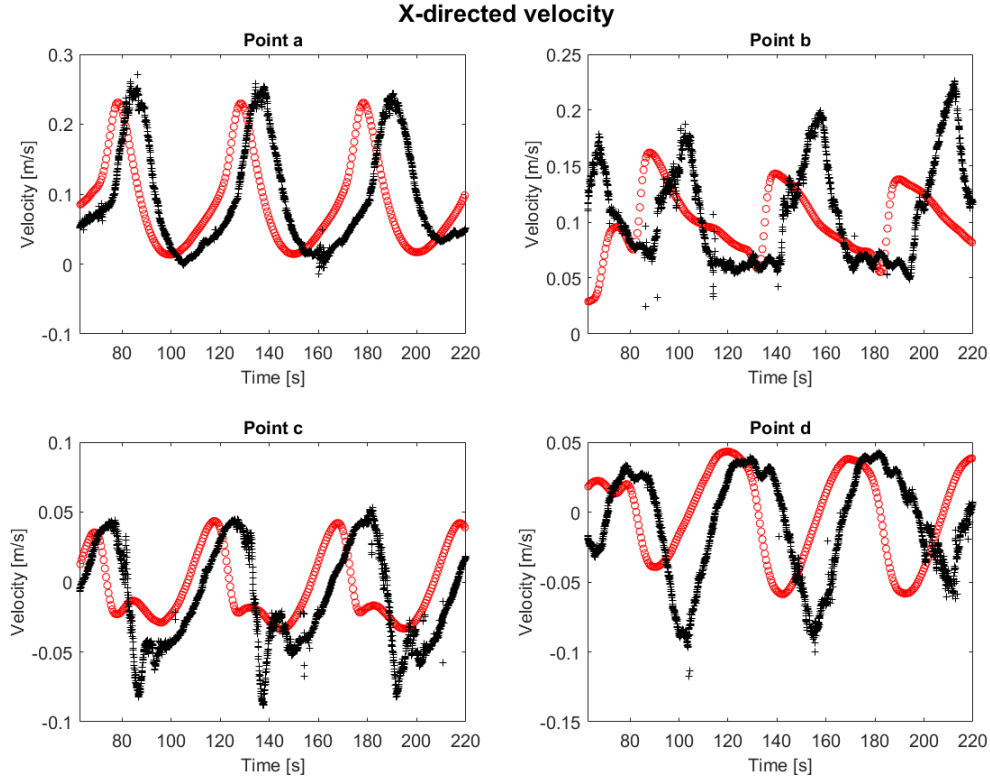 X-directed velocity
Point a
0.3
0.2
0.1
0
-0.1
Velocity [m/s]
80 100 120 140 160 180 200 220
Time [s]
Point b
0.25
0.2
0.15
0.1
0.05
0
Velocity [m/s]
80 100 120 140 160 180 200 220
Time [s]
Point c
0.1
0.05
0
-0.05
-0.1
Velocity [m/s]
80 100 120 140 160 180 200 220
Time [s]
Point d
0.05
0
-0.05
-0.1
-0.15
Velocity [m/s]
80 100 120 140 160 180 200 220
Time [s]